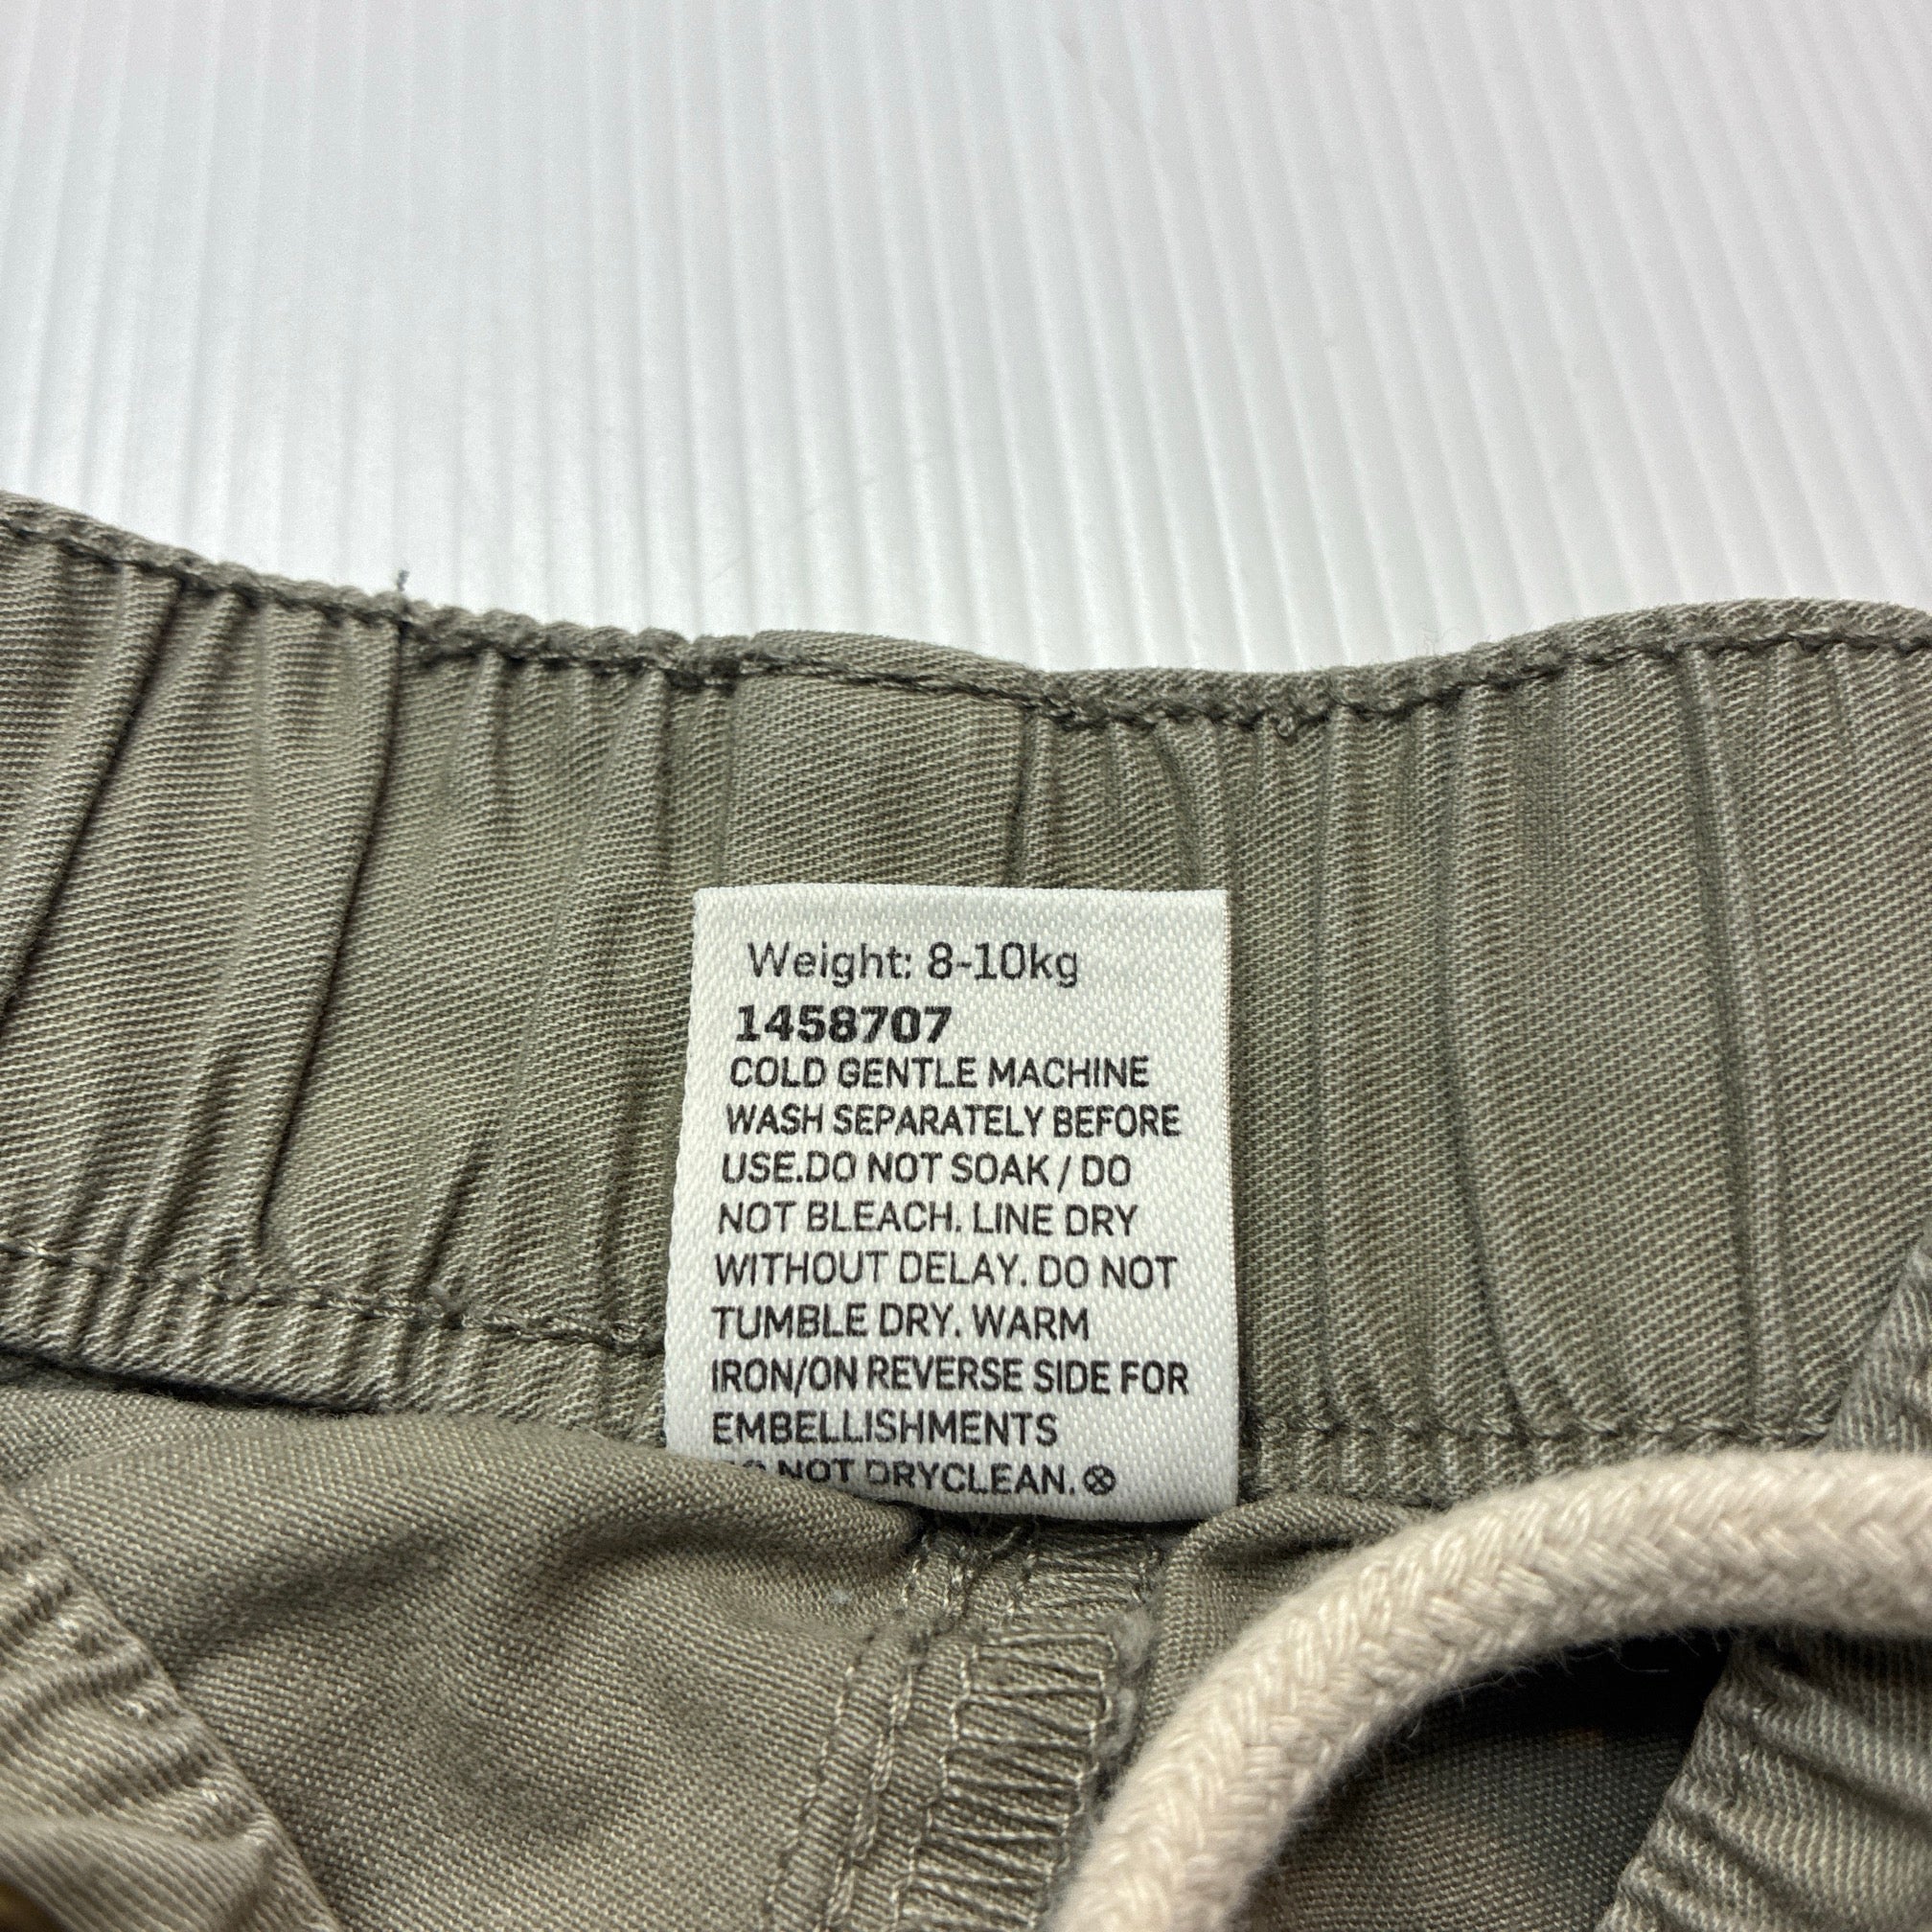 Weight: 8-10kg
1458707
COLD GENTLE MACHINE
WASH SEPARATELY BEFORE
USE.DO NOT SOAK / DO
NOT BLEACH. LINE DRY
WITHOUT DELAY. DO NOT
TUMBLE DRY. WARM
IRON/ON REVERSE SIDE FOR
EMBELLISHMENTS
DO NOT DRYCLEAN.